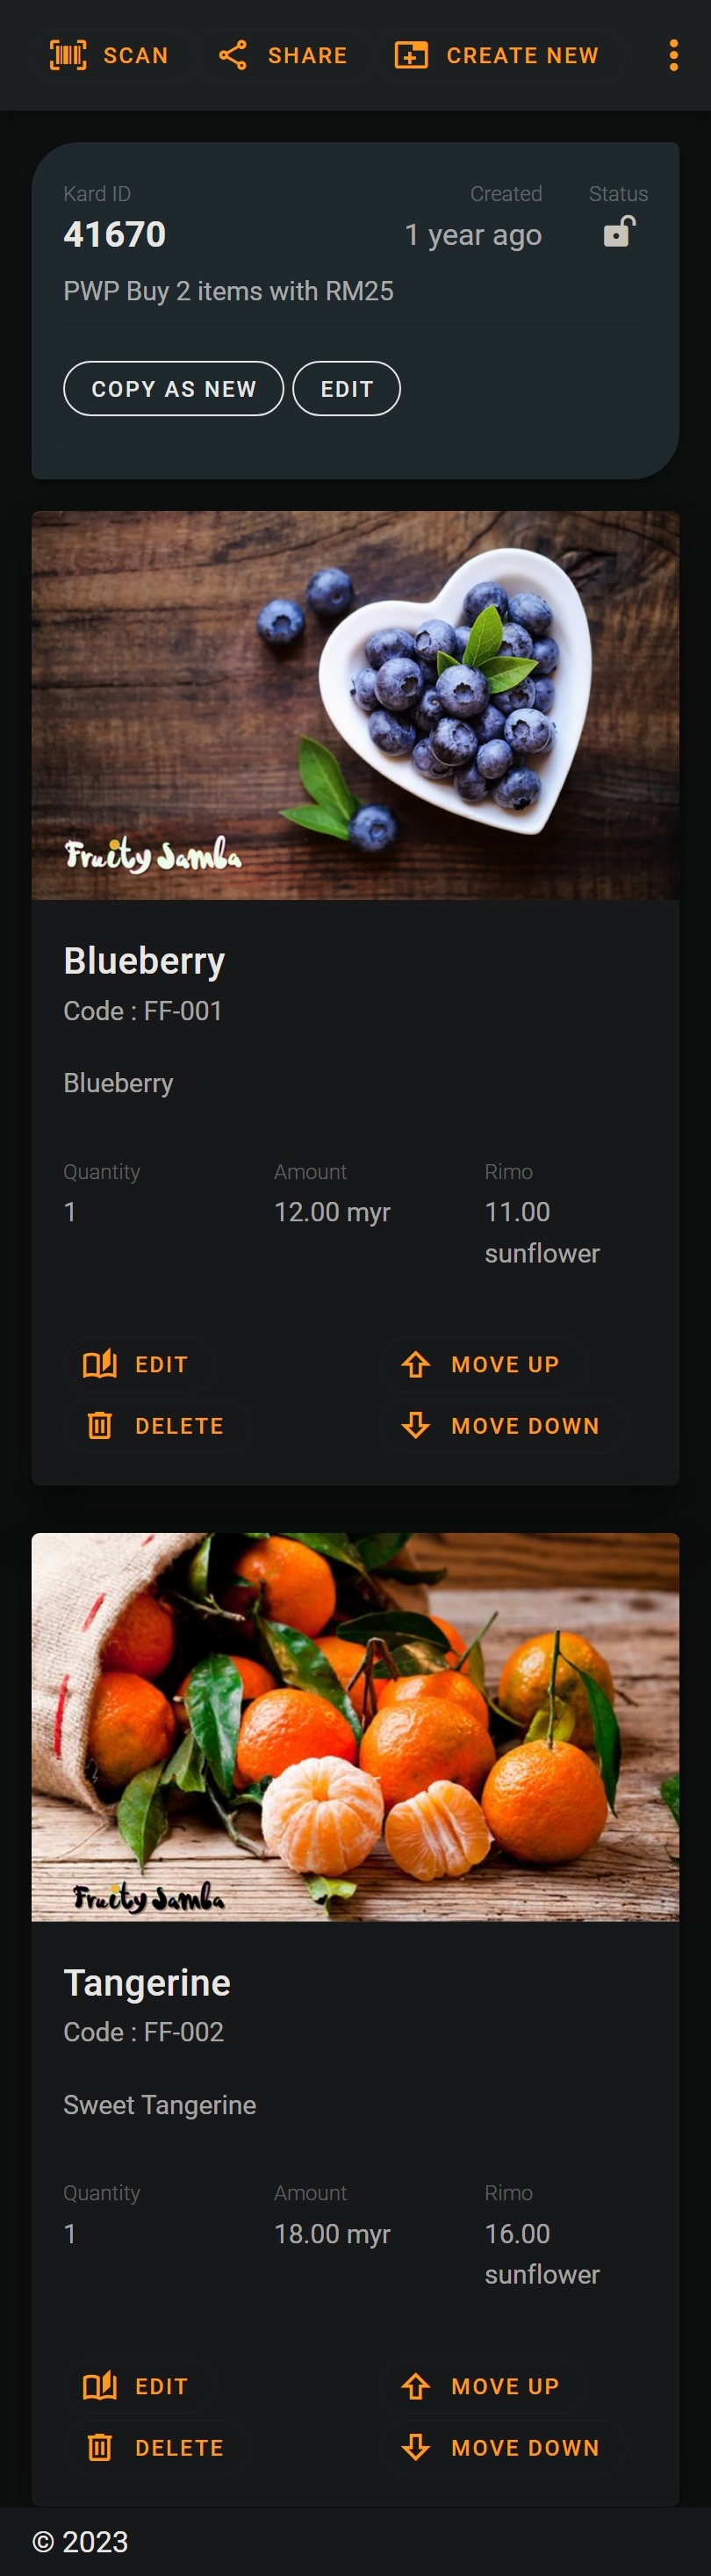 SCAN SHARE CREATE NEW
Kard ID Created Status
41670 1 year ago
PWP Buy 2 items with RM25
COPY AS NEW EDIT
Fruity Samba
Blueberry
Code : FF-001
Blueberry
Quantity Amount Rimo
1 12.00 myr 11.00
sunflower
EDIT MOVE UP
DELETE MOVE DOWN
Fruity Samba
Tangerine
Code : FF-002
Sweet Tangerine
Quantity Amount Rimo
1 18.00 myr 16.00
sunflower
EDIT MOVE UP
DELETE MOVE DOWN
© 2023